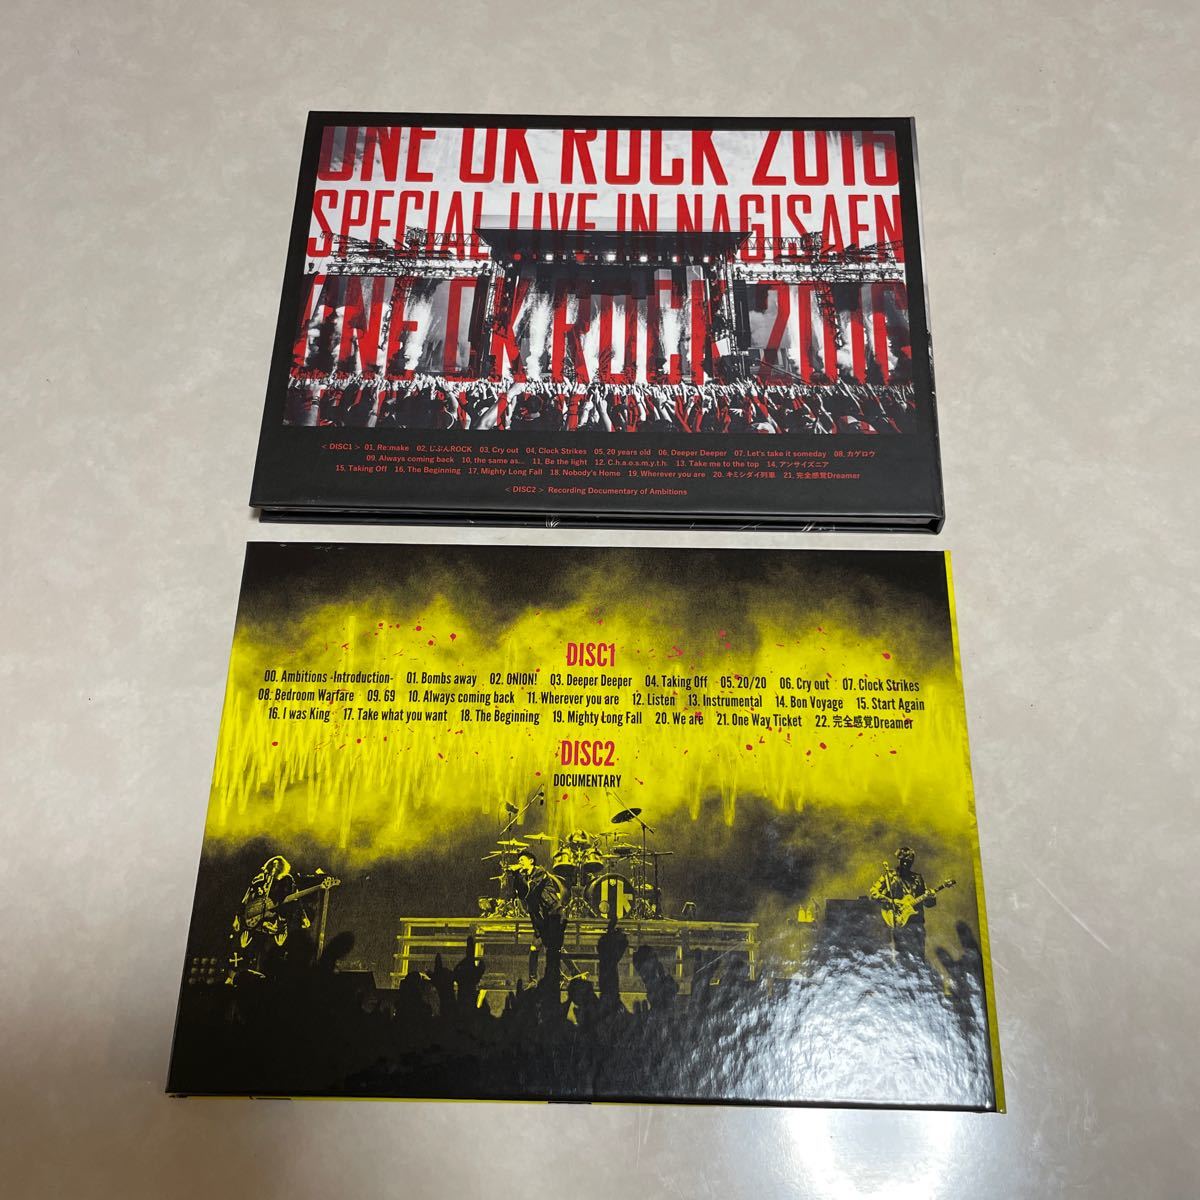 ONE OK ROCK 2016
SPECIAL LIVE IN NAGISAEN
ONE OK ROCK 2016
< DISC1 > 01. Re:make 02. じぶんROCK 03. Cry out 04. Clock Strikes 05. 20 years old 06. Deeper Deeper 07. Let's take it someday 08. カゲロウ
09. Always coming back 10. the same as... 11. Be the light 12. C.h.a.o.s.m.y.t.h. 13. Take me to the top 14. アンサイズニア
15. Taking Off 16. The Beginning 17. Mighty Long Fall 18. Nobody's Home 19. Wherever you are 20. キミシダイ列車 21. 完全感覚Dreamer
< DISC2 > Recording Documentary of Ambitions
DISC1
00. Ambitions -Introduction- 01. Bombs away 02. ONION! 03. Deeper Deeper 04. Taking Off 05. 20/20 06. Cry out 07. Clock Strikes
08. Bedroom Warfare 09. 69 10. Always coming back 11. Wherever you are 12. Listen 13. Instrumental 14. Bon Voyage 15. Start Again
16. I was King 17. Take what you want 18. The Beginning 19. Mighty Long Fall 20. We are 21. One Way Ticket 22. 完全感覚Dreamer
DISC2
DOCUMENTARY